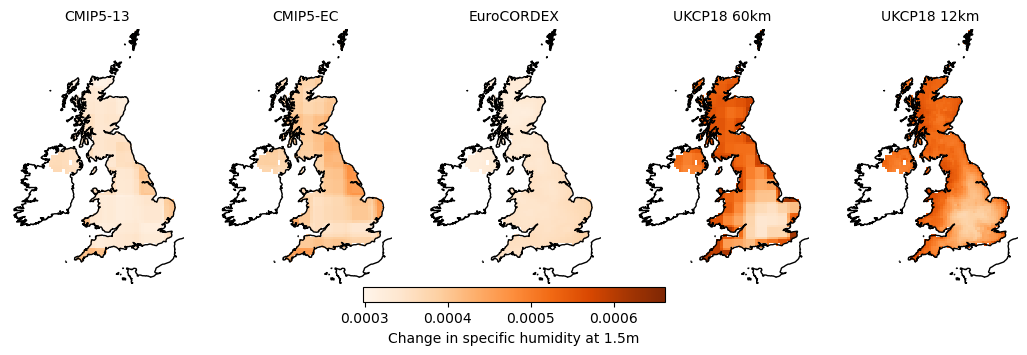 CMIP5-13 CMIP5-EC EuroCORDEX UKCP18 60km UKCP18 12km
0.0003 0.0004 0.0005 0.0006
Change in specific humidity at 1.5m